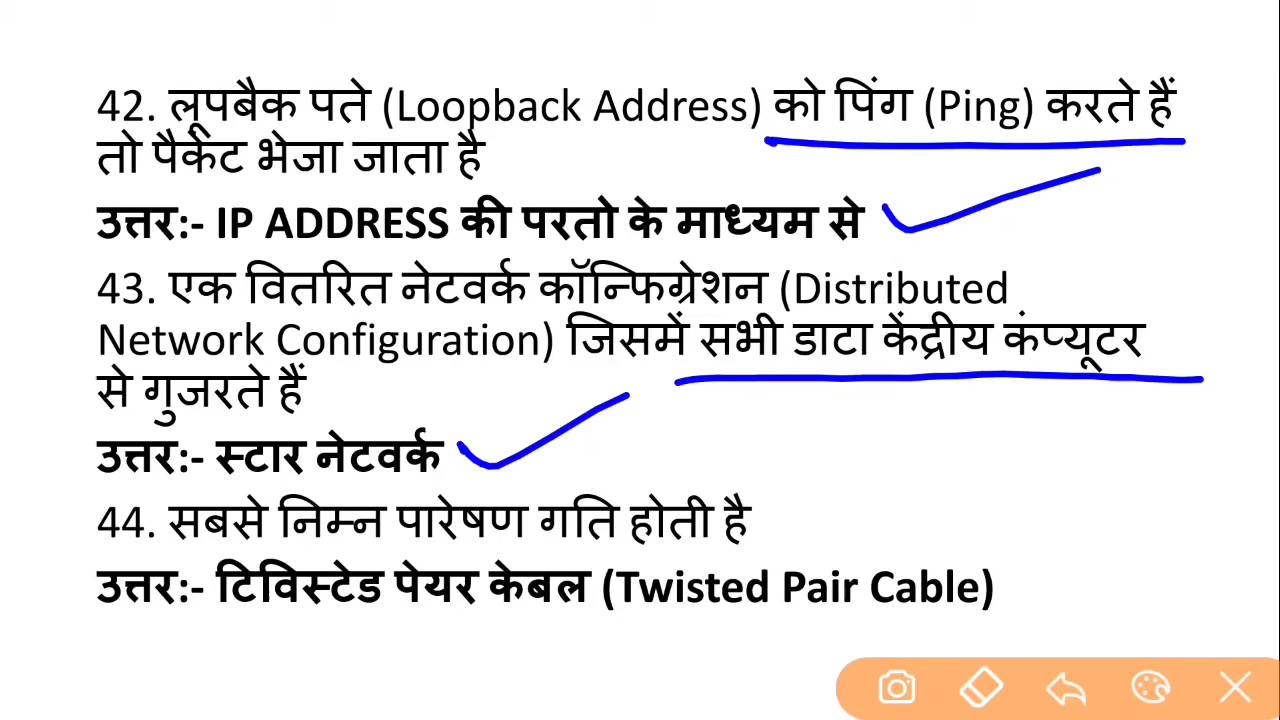 42. लूपबैक पते (Loopback Address) को पिंग (Ping) करते हैं
तो पैकेट भेजा जाता है
उत्तर:- IP ADDRESS की परतो के माध्यम से
43. एक वितरित नेटवर्क कॉन्फिग्रेशन (Distributed
Network Configuration) जिसमें सभी डाटा केंद्रीय कंप्यूटर
से गुजरते हैं
उत्तर:- स्टार नेटवर्क
44. सबसे निम्न पारेषण गति होती है
उत्तर:- टिविस्टेड पेयर केबल (Twisted Pair Cable)